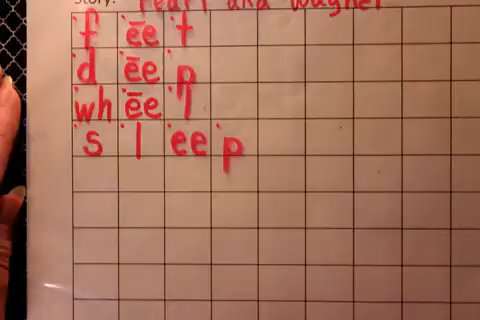 Story: Pearl and Wagner
f ēe t
d ēe p
wh ēe l
s l ee p